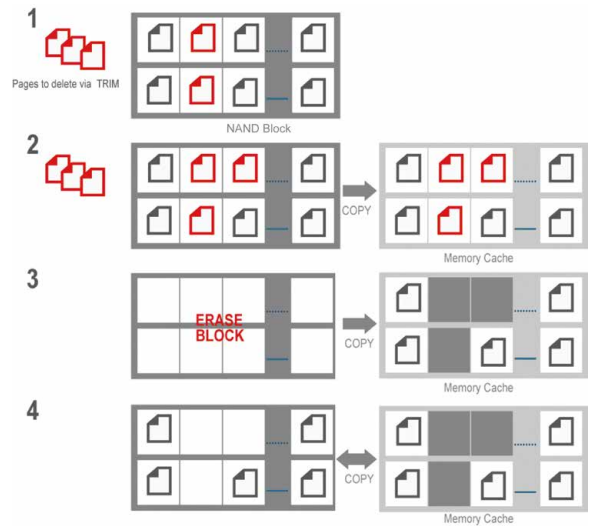 1
Pages to delete via TRIM
NAND Block
2
COPY
Memory Cache
3
ERASE
BLOCK
COPY
Memory Cache
4
COPY
Memory Cache